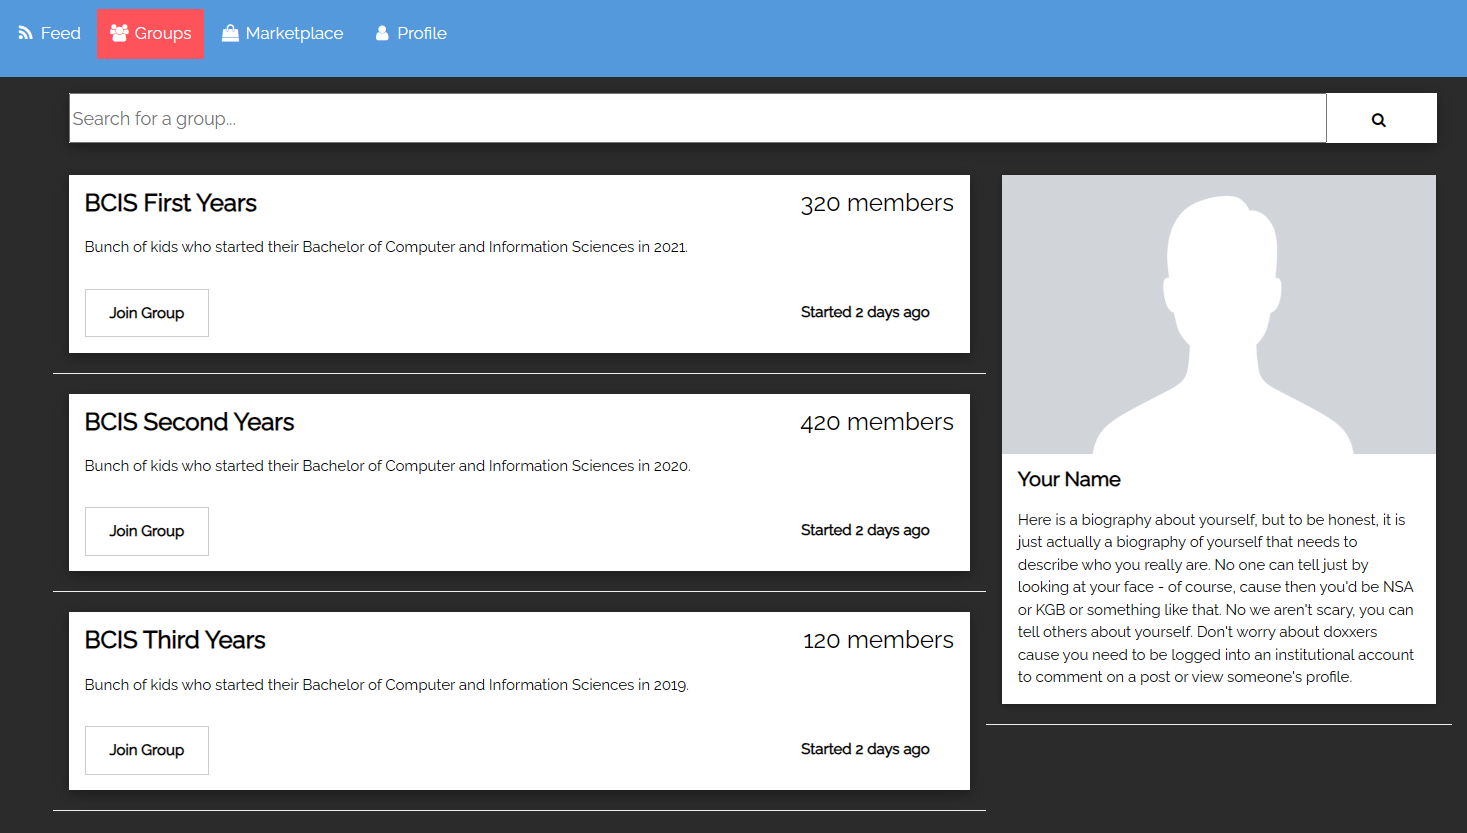 Feed Groups Marketplace Profile
Search for a group...
BCIS First Years 320 members
Bunch of kids who started their Bachelor of Computer and Information Sciences in 2021.
Join Group Started 2 days ago
BCIS Second Years 420 members
Bunch of kids who started their Bachelor of Computer and Information Sciences in 2020.
Join Group Started 2 days ago
BCIS Third Years 120 members
Bunch of kids who started their Bachelor of Computer and Information Sciences in 2019.
Join Group Started 2 days ago
Your Name
Here is a biography about yourself, but to be honest, it is
just actually a biography of yourself that needs to
describe who you really are. No one can tell just by
looking at your face - of course, cause then you'd be NSA
or KGB or something like that. No we aren't scary, you can
tell others about yourself. Don't worry about doxxers
cause you need to be logged into an institutional account
to comment on a post or view someone's profile.